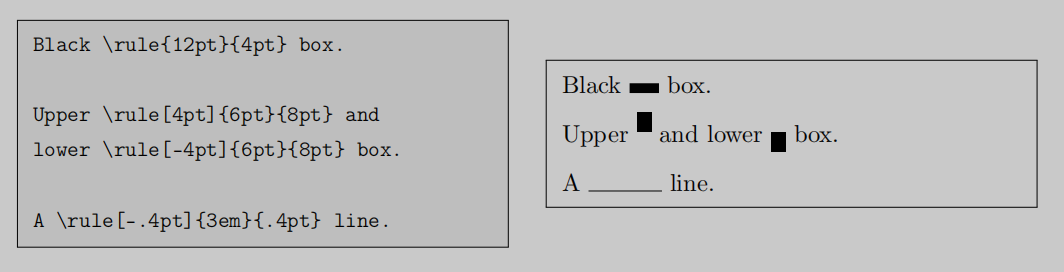 Black \rule{12pt}{4pt} box.
Upper \rule[4pt]{6pt}{8pt} and
lower \rule[-4pt]{6pt}{8pt} box.
A \rule[-.4pt]{3em}{.4pt} line.
Black box.
Upper and lower box.
A line.